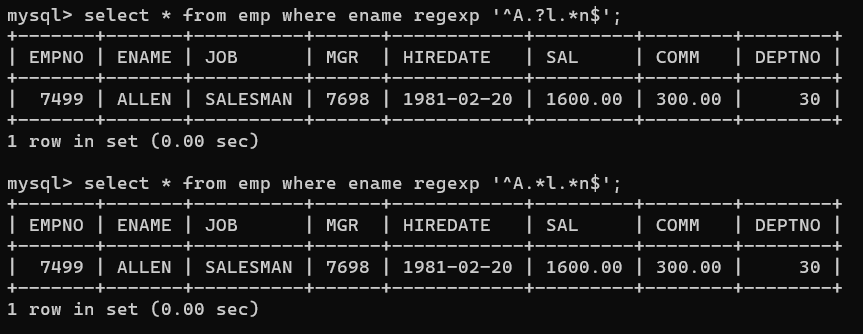 mysql> select * from emp where ename regexp '^A.?l.*n$';
+-------+-------+----------+------+------------+---------+--------+--------+
| EMPNO | ENAME | JOB      | MGR  | HIREDATE   | SAL     | COMM   | DEPTNO |
+-------+-------+----------+------+------------+---------+--------+--------+
|  7499 | ALLEN | SALESMAN | 7698 | 1981-02-20 | 1600.00 | 300.00 |     30 |
+-------+-------+----------+------+------------+---------+--------+--------+
1 row in set (0.00 sec)
mysql> select * from emp where ename regexp '^A.*l.*n$';
+-------+-------+----------+------+------------+---------+--------+--------+
| EMPNO | ENAME | JOB      | MGR  | HIREDATE   | SAL     | COMM   | DEPTNO |
+-------+-------+----------+------+------------+---------+--------+--------+
|  7499 | ALLEN | SALESMAN | 7698 | 1981-02-20 | 1600.00 | 300.00 |     30 |
+-------+-------+----------+------+------------+---------+--------+--------+
1 row in set (0.00 sec)